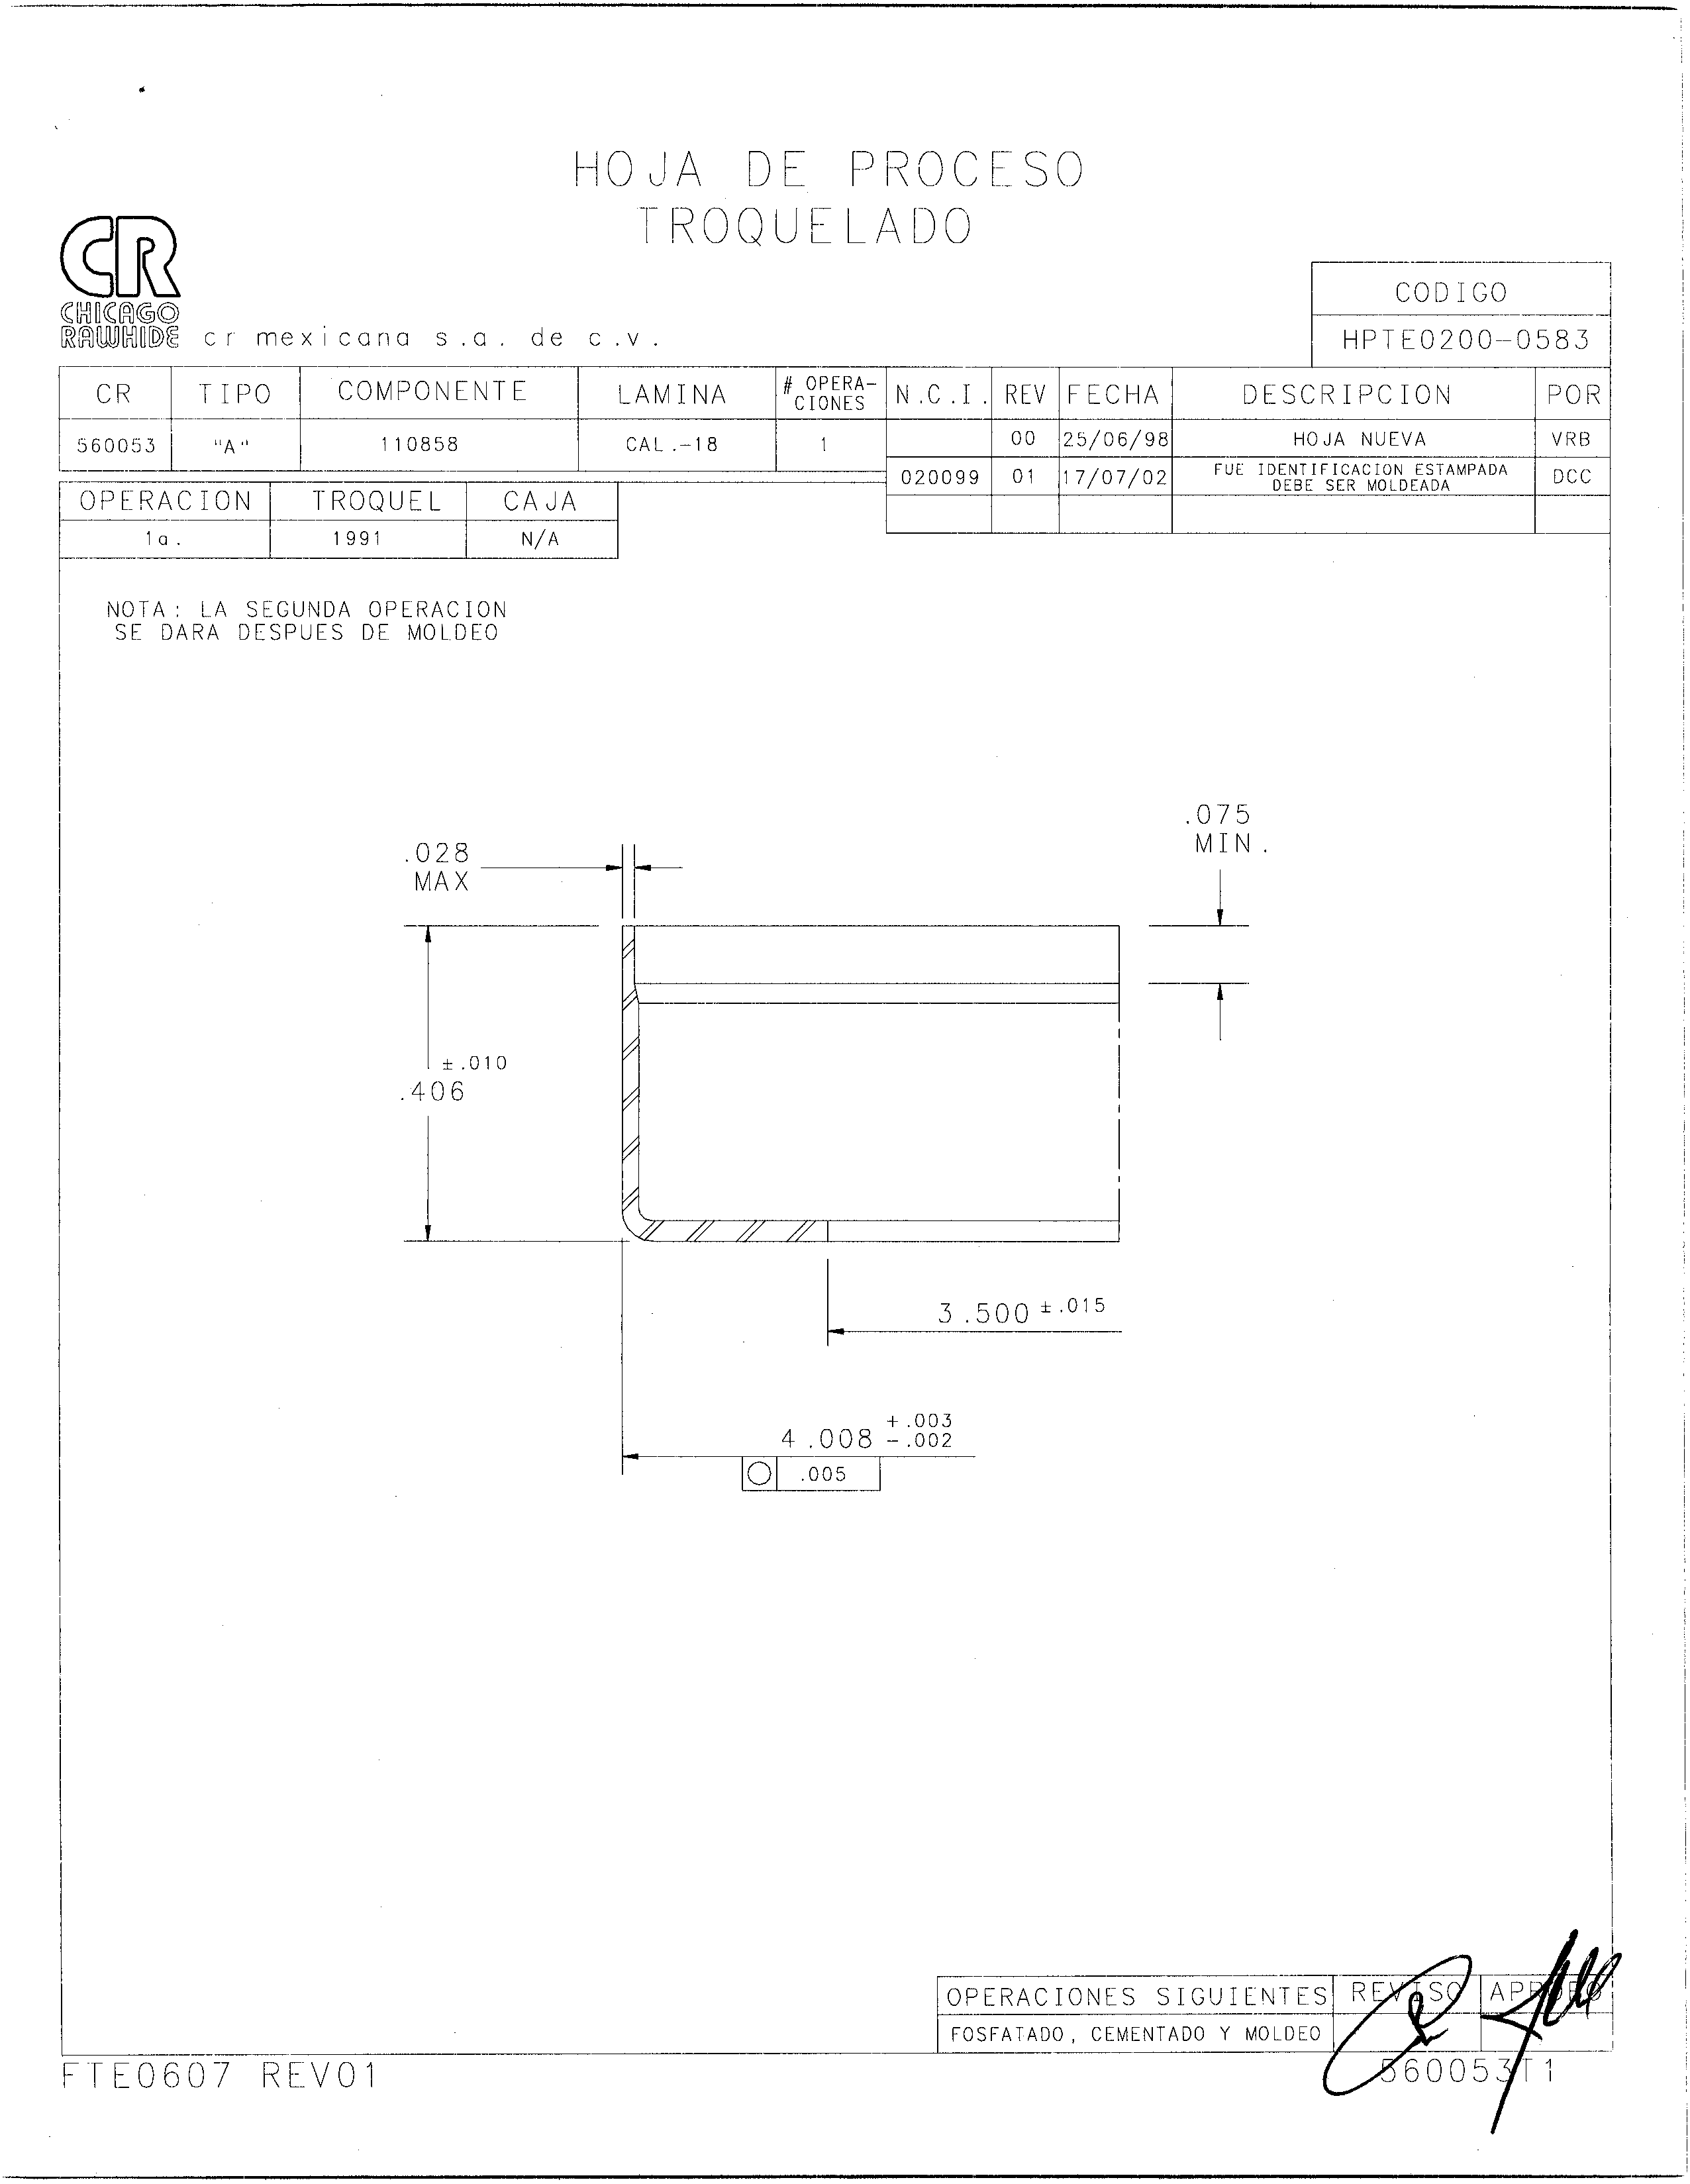 HOJA DE PROCESO
TROQUELADO
CR
CHICAGO
RAWHIDE
cr mexicana s.a. de c.v.
CODIGO
HPTE0200-0583
CR TIPO COMPONENTE LAMINA # OPERA-CIONES N.C.I. REV FECHA DESCRIPCION POR
560053 "A" 110858 CAL.-18 1 00 25/06/98 HOJA NUEVA VRB
020099 01 17/07/02 FUE IDENTIFICACION ESTAMPADA
DEBE SER MOLDEADA DCC
OPERACION TROQUEL CAJA
1a. 1991 N/A
NOTA: LA SEGUNDA OPERACION
SE DARA DESPUES DE MOLDEO
.075
MIN.
.028
MAX
±.010
.406
3.500 ±.015
4.008 +.003
-.002
.005
OPERACIONES SIGUIENTES REVISO APROBO
FOSFATADO, CEMENTADO Y MOLDEO
FTE0607 REV01
560053T1